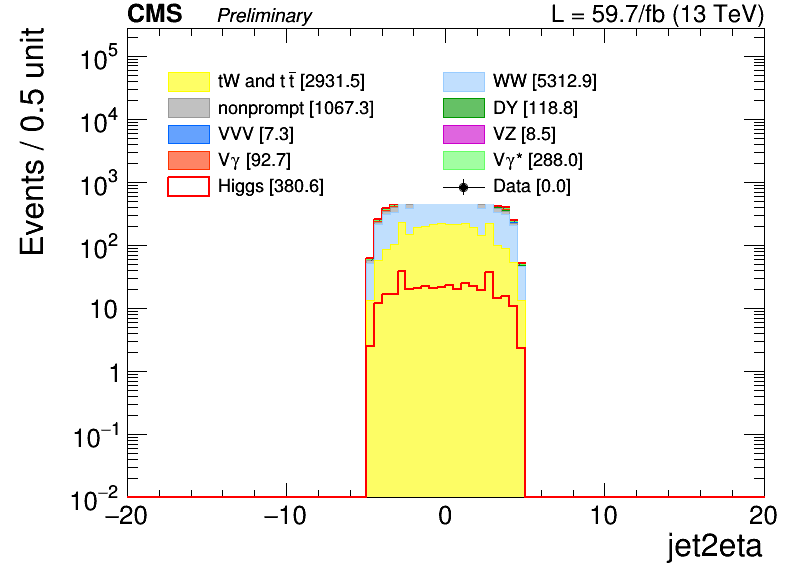 CMS Preliminary L = 59.7/fb (13 TeV)
Events / 0.5 unit
10⁵
10⁴
10³
10²
10
1
10⁻¹
10⁻²
tW and t t̄ [2931.5] WW [5312.9]
nonprompt [1067.3] DY [118.8]
VVV [7.3] VZ [8.5]
Vγ [92.7] Vγ* [288.0]
Higgs [380.6] Data [0.0]
−20 −10 0 10 20
jet2eta